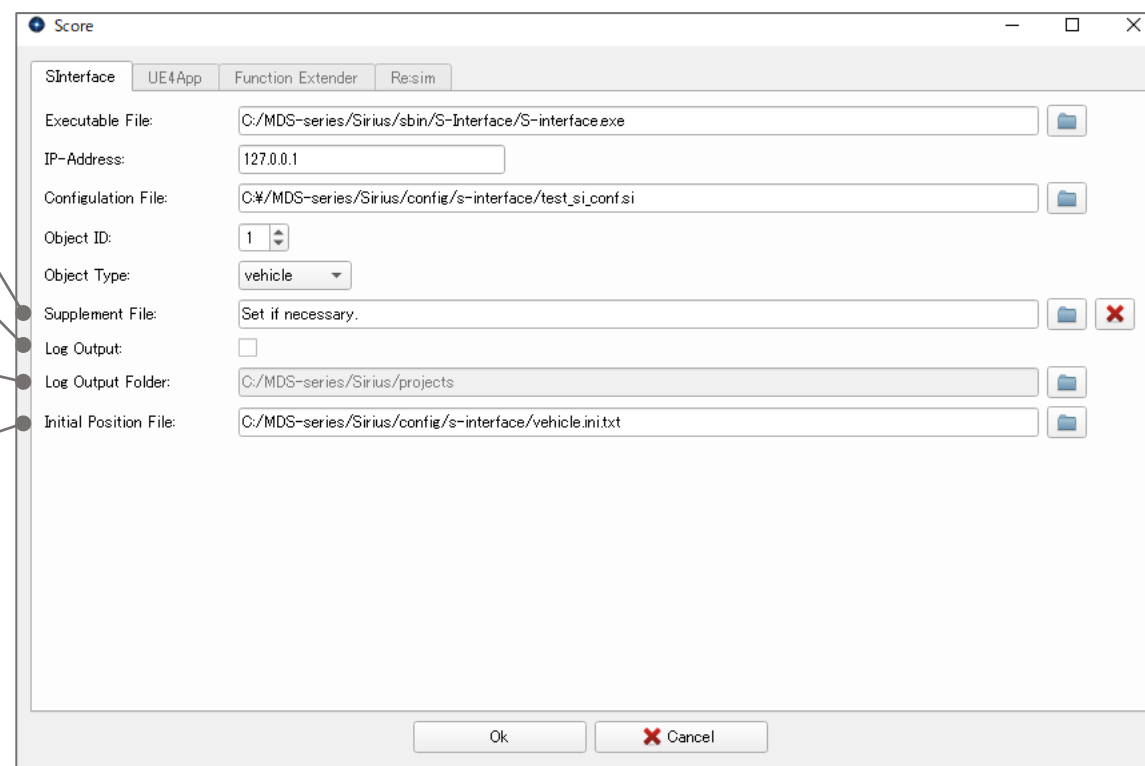 Score
SInterface UE4App Function Extender Re:sim
Executable File: C:/MDS-series/Sirius/sbin/S-Interface/S-interface.exe
IP-Address: 127.0.0.1
Configulation File: C:¥/MDS-series/Sirius/config/s-interface/test_si_conf.si
Object ID: 1
Object Type: vehicle
Supplement File: Set if necessary.
Log Output:
Log Output Folder: C:/MDS-series/Sirius/projects
Initial Position File: C:/MDS-series/Sirius/config/s-interface/vehicle.ini.txt
Ok Cancel